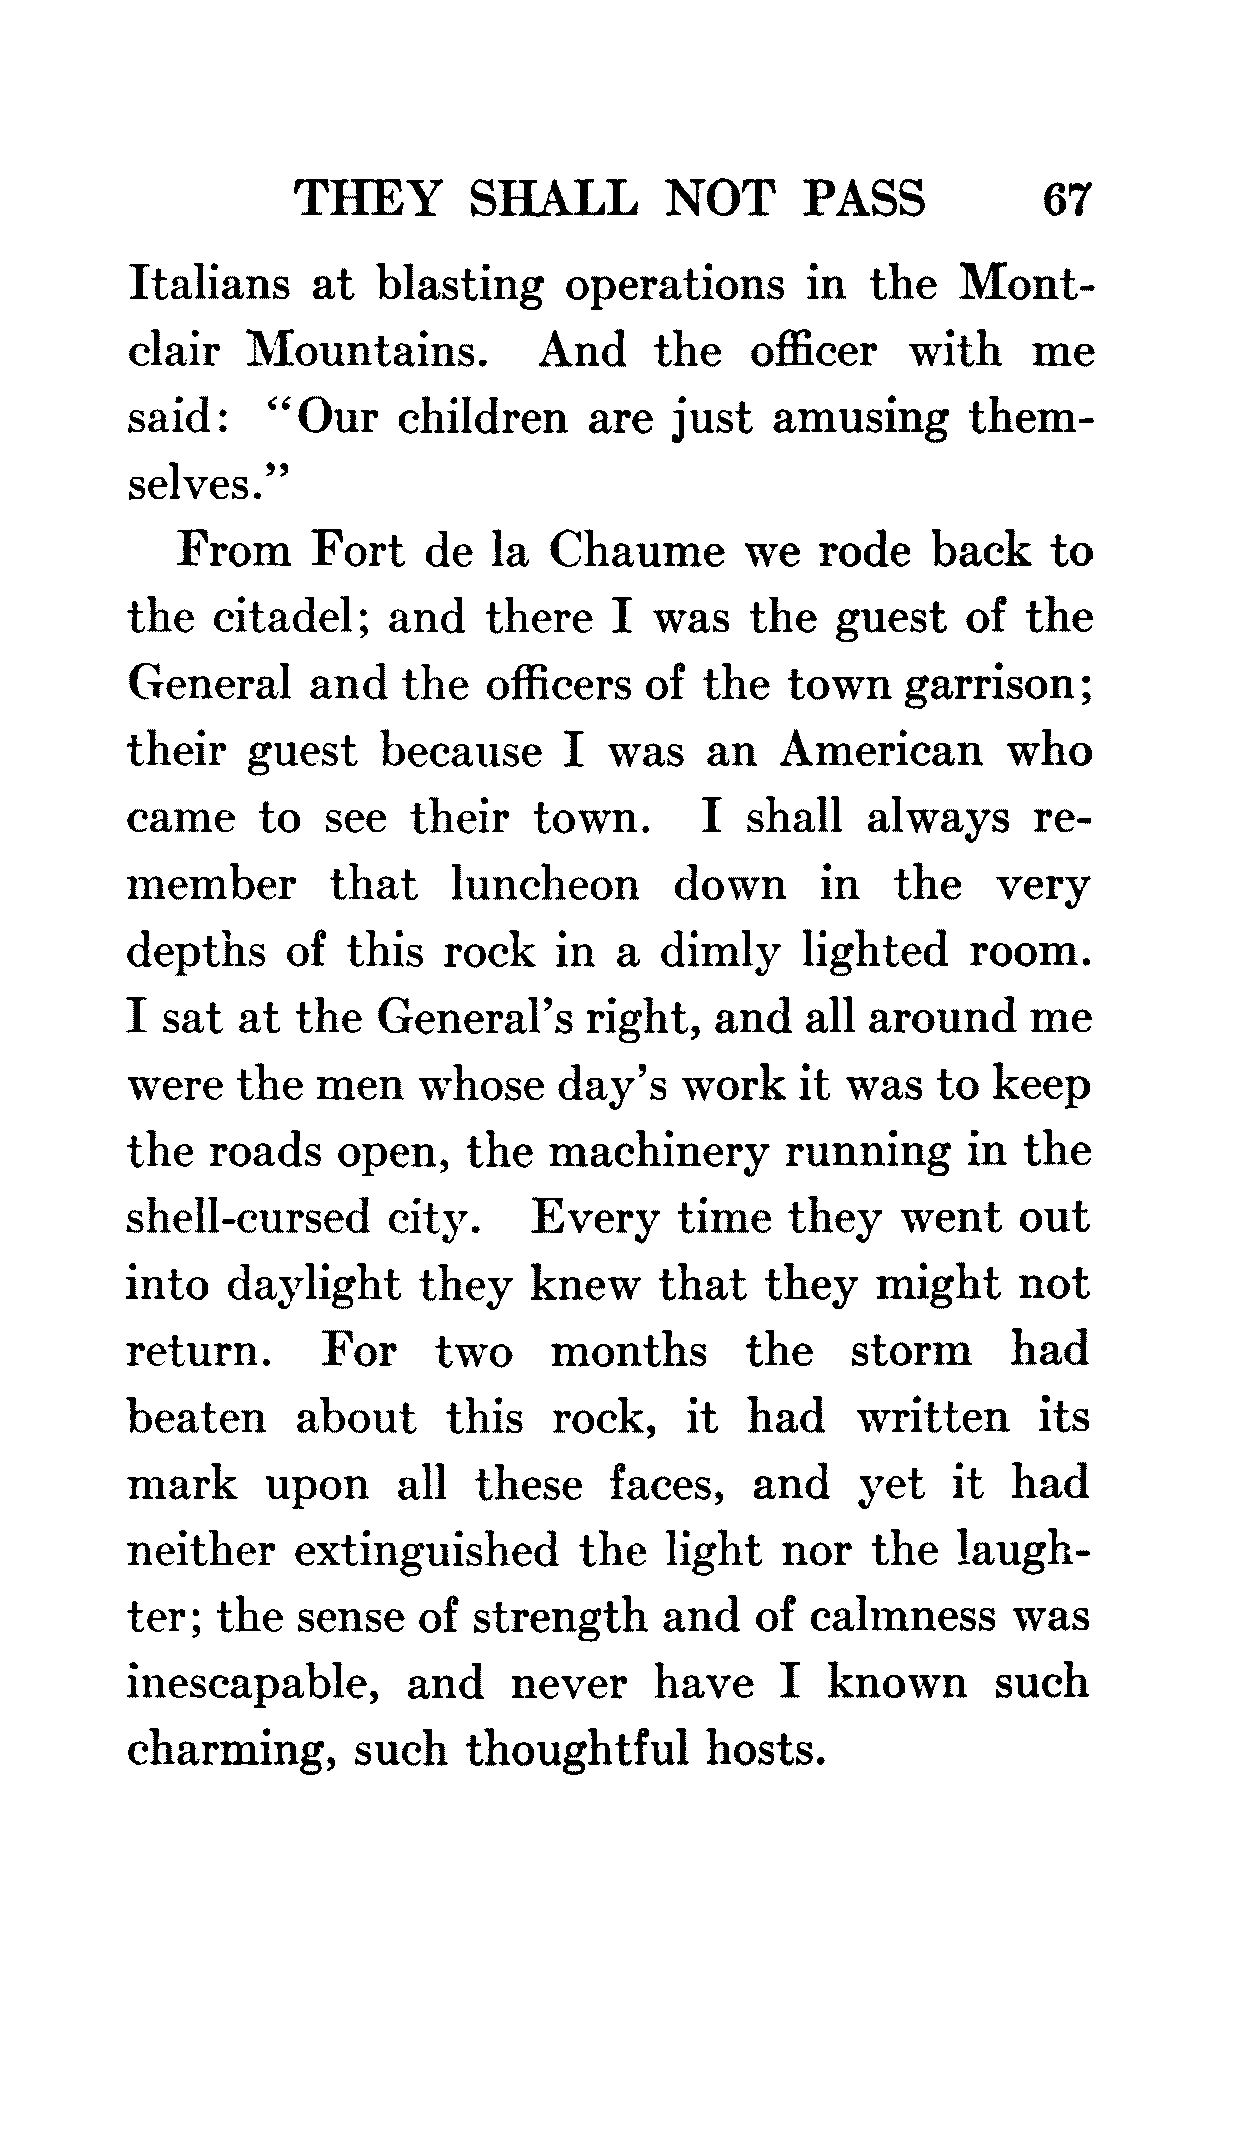 THEY SHALL NOT PASS 67
Italians at blasting operations in the Mont-
clair Mountains. And the officer with me
said: “Our children are just amusing them-
selves.”
From Fort de la Chaume we rode back to
the citadel; and there I was the guest of the
General and the officers of the town garrison;
their guest because I was an American who
came to see their town. I shall always re-
member that luncheon down in the very
depths of this rock in a dimly lighted room.
I sat at the General’s right, and all around me
were the men whose day’s work it was to keep
the roads open, the machinery running in the
shell-cursed city. Every time they went out
into daylight they knew that they might not
return. For two months the storm had
beaten about this rock, it had written its
mark upon all these faces, and yet it had
neither extinguished the light nor the laugh-
ter; the sense of strength and of calmness was
inescapable, and never have I known such
charming, such thoughtful hosts.